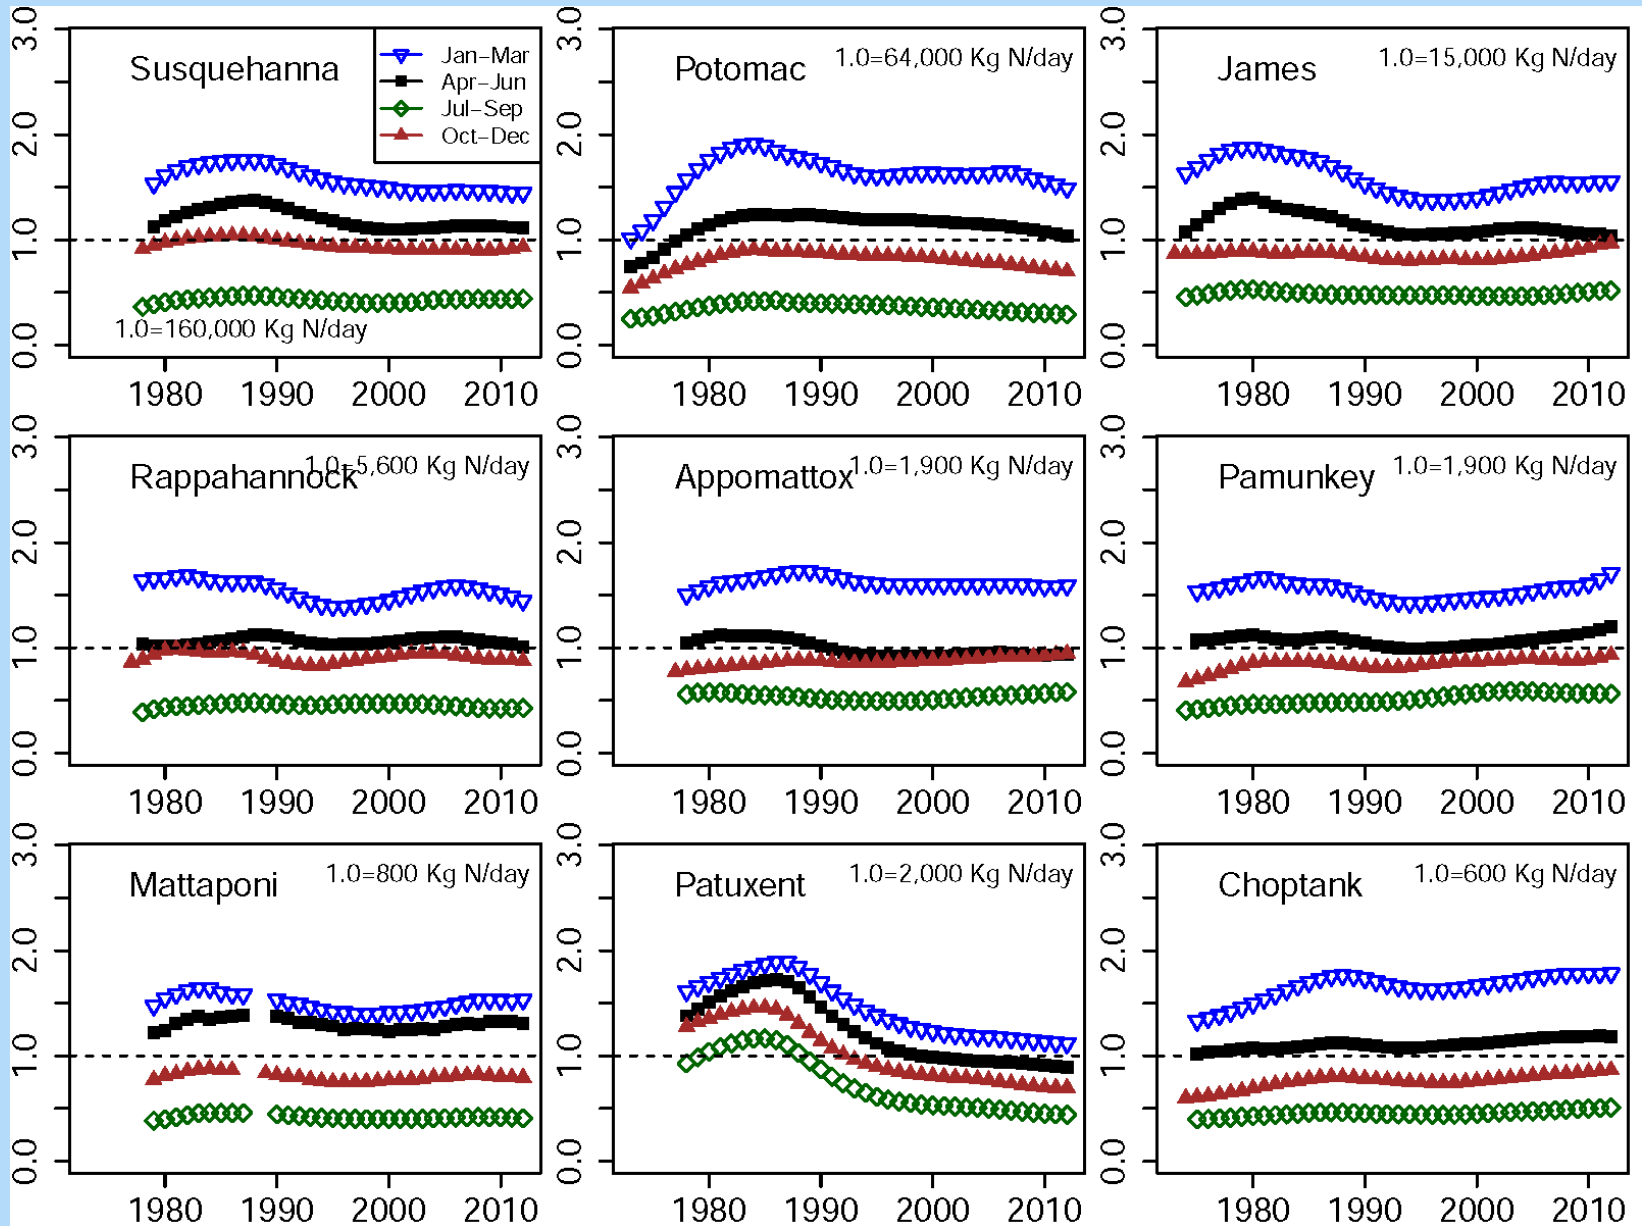 Susquehanna
Jan−Mar
Apr−Jun
Jul−Sep
Oct−Dec
1.0=160,000 Kg N/day
3.0
2.0
1.0
0.0
1980 1990 2000 2010
Potomac
1.0=64,000 Kg N/day
3.0
2.0
1.0
0.0
1980 1990 2000 2010
James
1.0=15,000 Kg N/day
3.0
2.0
1.0
0.0
1980 1990 2000 2010
Rappahannock
1.0=5,600 Kg N/day
3.0
2.0
1.0
0.0
1980 1990 2000 2010
Appomattox
1.0=1,900 Kg N/day
3.0
2.0
1.0
0.0
1980 1990 2000 2010
Pamunkey
1.0=1,900 Kg N/day
3.0
2.0
1.0
0.0
1980 1990 2000 2010
Mattaponi
1.0=800 Kg N/day
3.0
2.0
1.0
0.0
1980 1990 2000 2010
Patuxent
1.0=2,000 Kg N/day
3.0
2.0
1.0
0.0
1980 1990 2000 2010
Choptank
1.0=600 Kg N/day
3.0
2.0
1.0
0.0
1980 1990 2000 2010